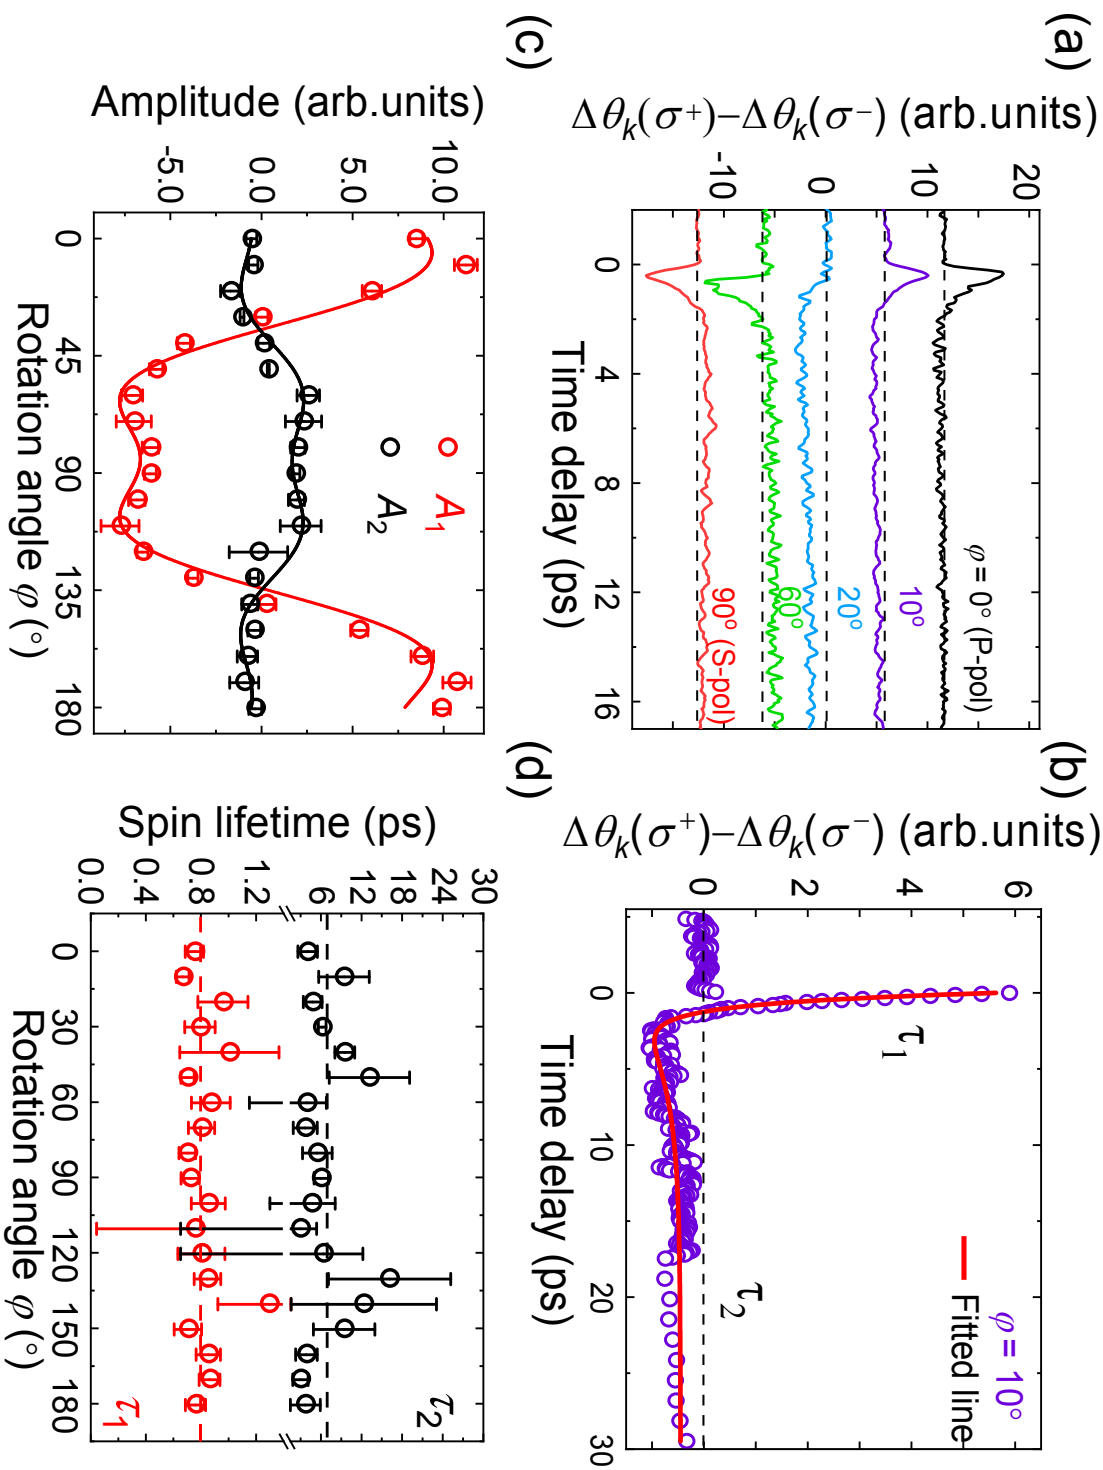 (a)
Δθk(σ+)−Δθk(σ−) (arb.units)
20
10
0
-10
0
4
8
12
16
Time delay (ps)
φ = 0° (P-pol)
10°
20°
60°
90° (S-pol)
(b)
Δθk(σ+)−Δθk(σ−) (arb.units)
6
4
2
0
0
10
20
30
Time delay (ps)
φ = 10°
Fitted line
τ1
τ2
(c)
Amplitude (arb.units)
10.0
5.0
0.0
-5.0
0
45
90
135
180
Rotation angle φ (°)
A1
A2
(d)
Spin lifetime (ps)
30
24
18
12
6
1.2
0.8
0.4
0.0
0
30
60
90
120
150
180
Rotation angle φ (°)
τ2
τ1